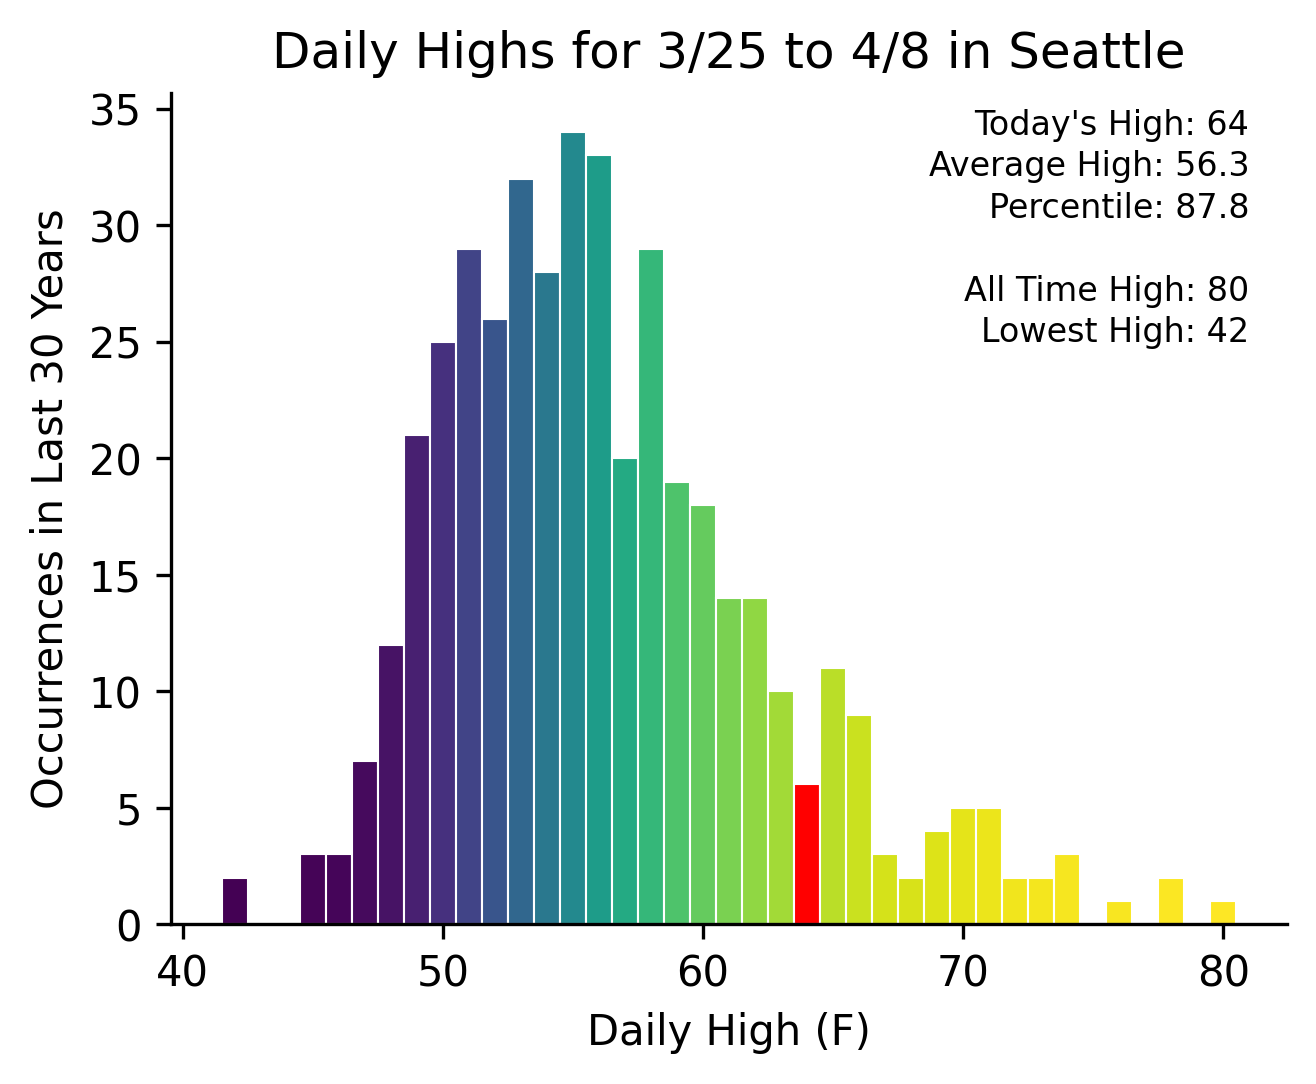 Daily Highs for 3/25 to 4/8 in Seattle
Today's High: 64
Average High: 56.3
Percentile: 87.8
All Time High: 80
Lowest High: 42
Occurrences in Last 30 Years
35
30
25
20
15
10
5
0
40 50 60 70 80
Daily High (F)